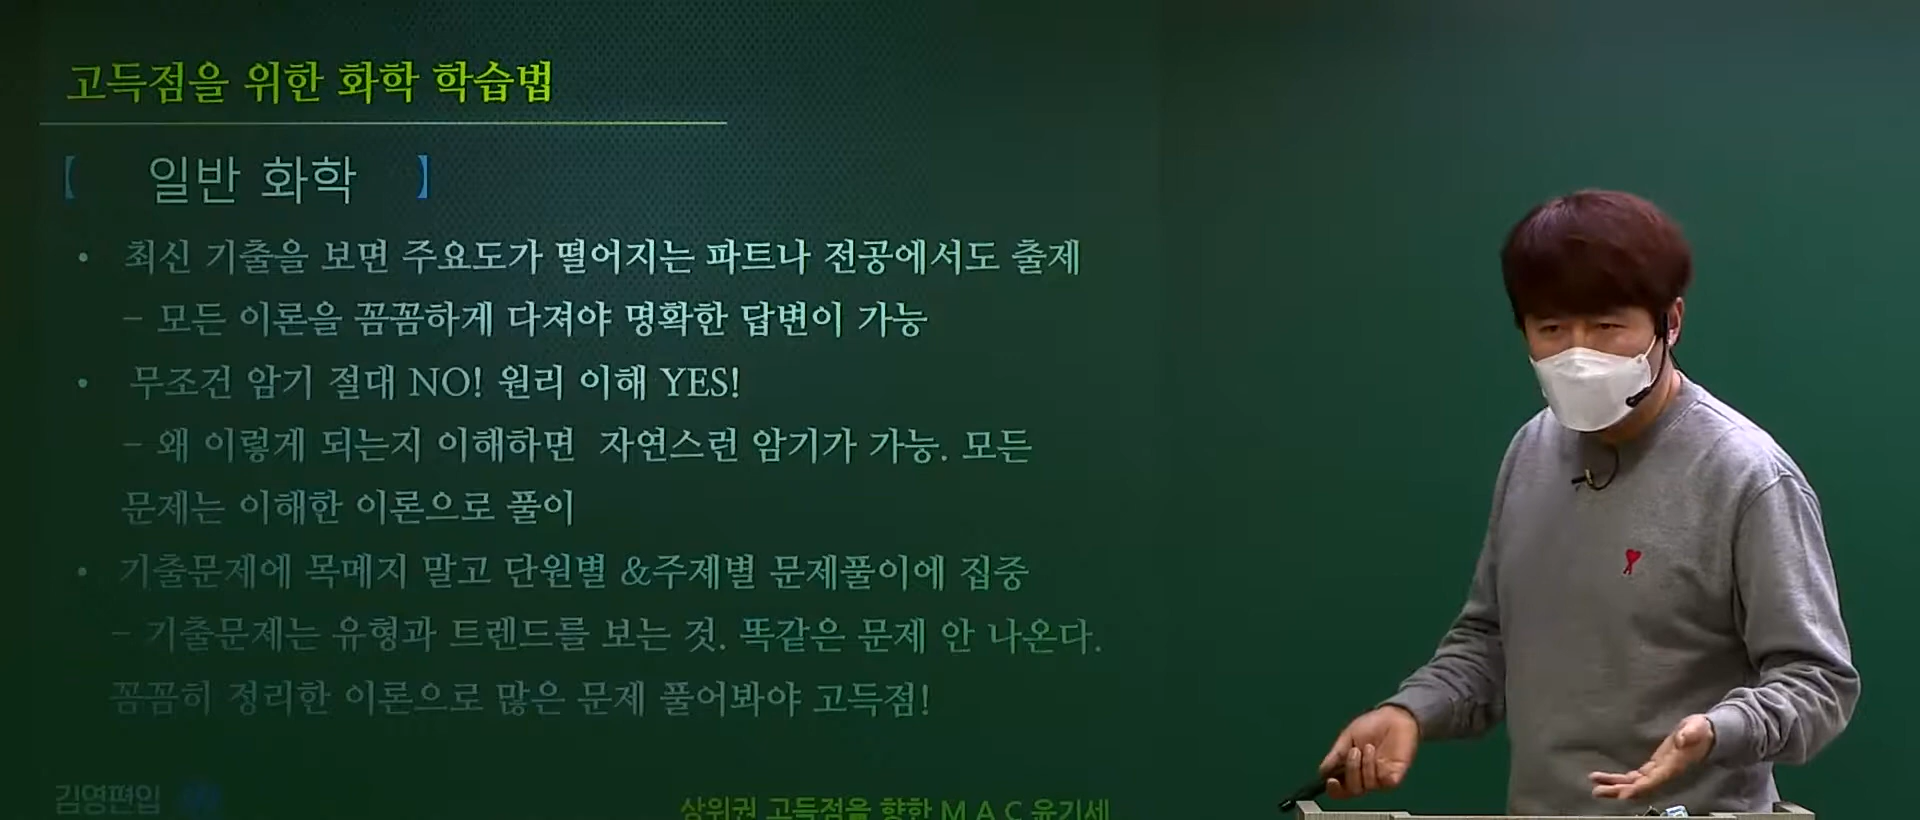 고득점을 위한 화학 학습법
【 일반 화학 】
• 최신 기출을 보면 주요도가 떨어지는 파트나 전공에서도 출제
- 모든 이론을 꼼꼼하게 다져야 명확한 답변이 가능
• 무조건 암기 절대 NO! 원리 이해 YES!
- 왜 이렇게 되는지 이해하면 자연스런 암기가 가능. 모든
문제는 이해한 이론으로 풀이
• 기출문제에 목메지 말고 단원별 &주제별 문제풀이에 집중
- 기출문제는 유형과 트렌드를 보는 것. 똑같은 문제 안 나온다.
꼼꼼히 정리한 이론으로 많은 문제 풀어봐야 고득점!
김영편입
상위권 고득점을 향한 M A C 윤기세